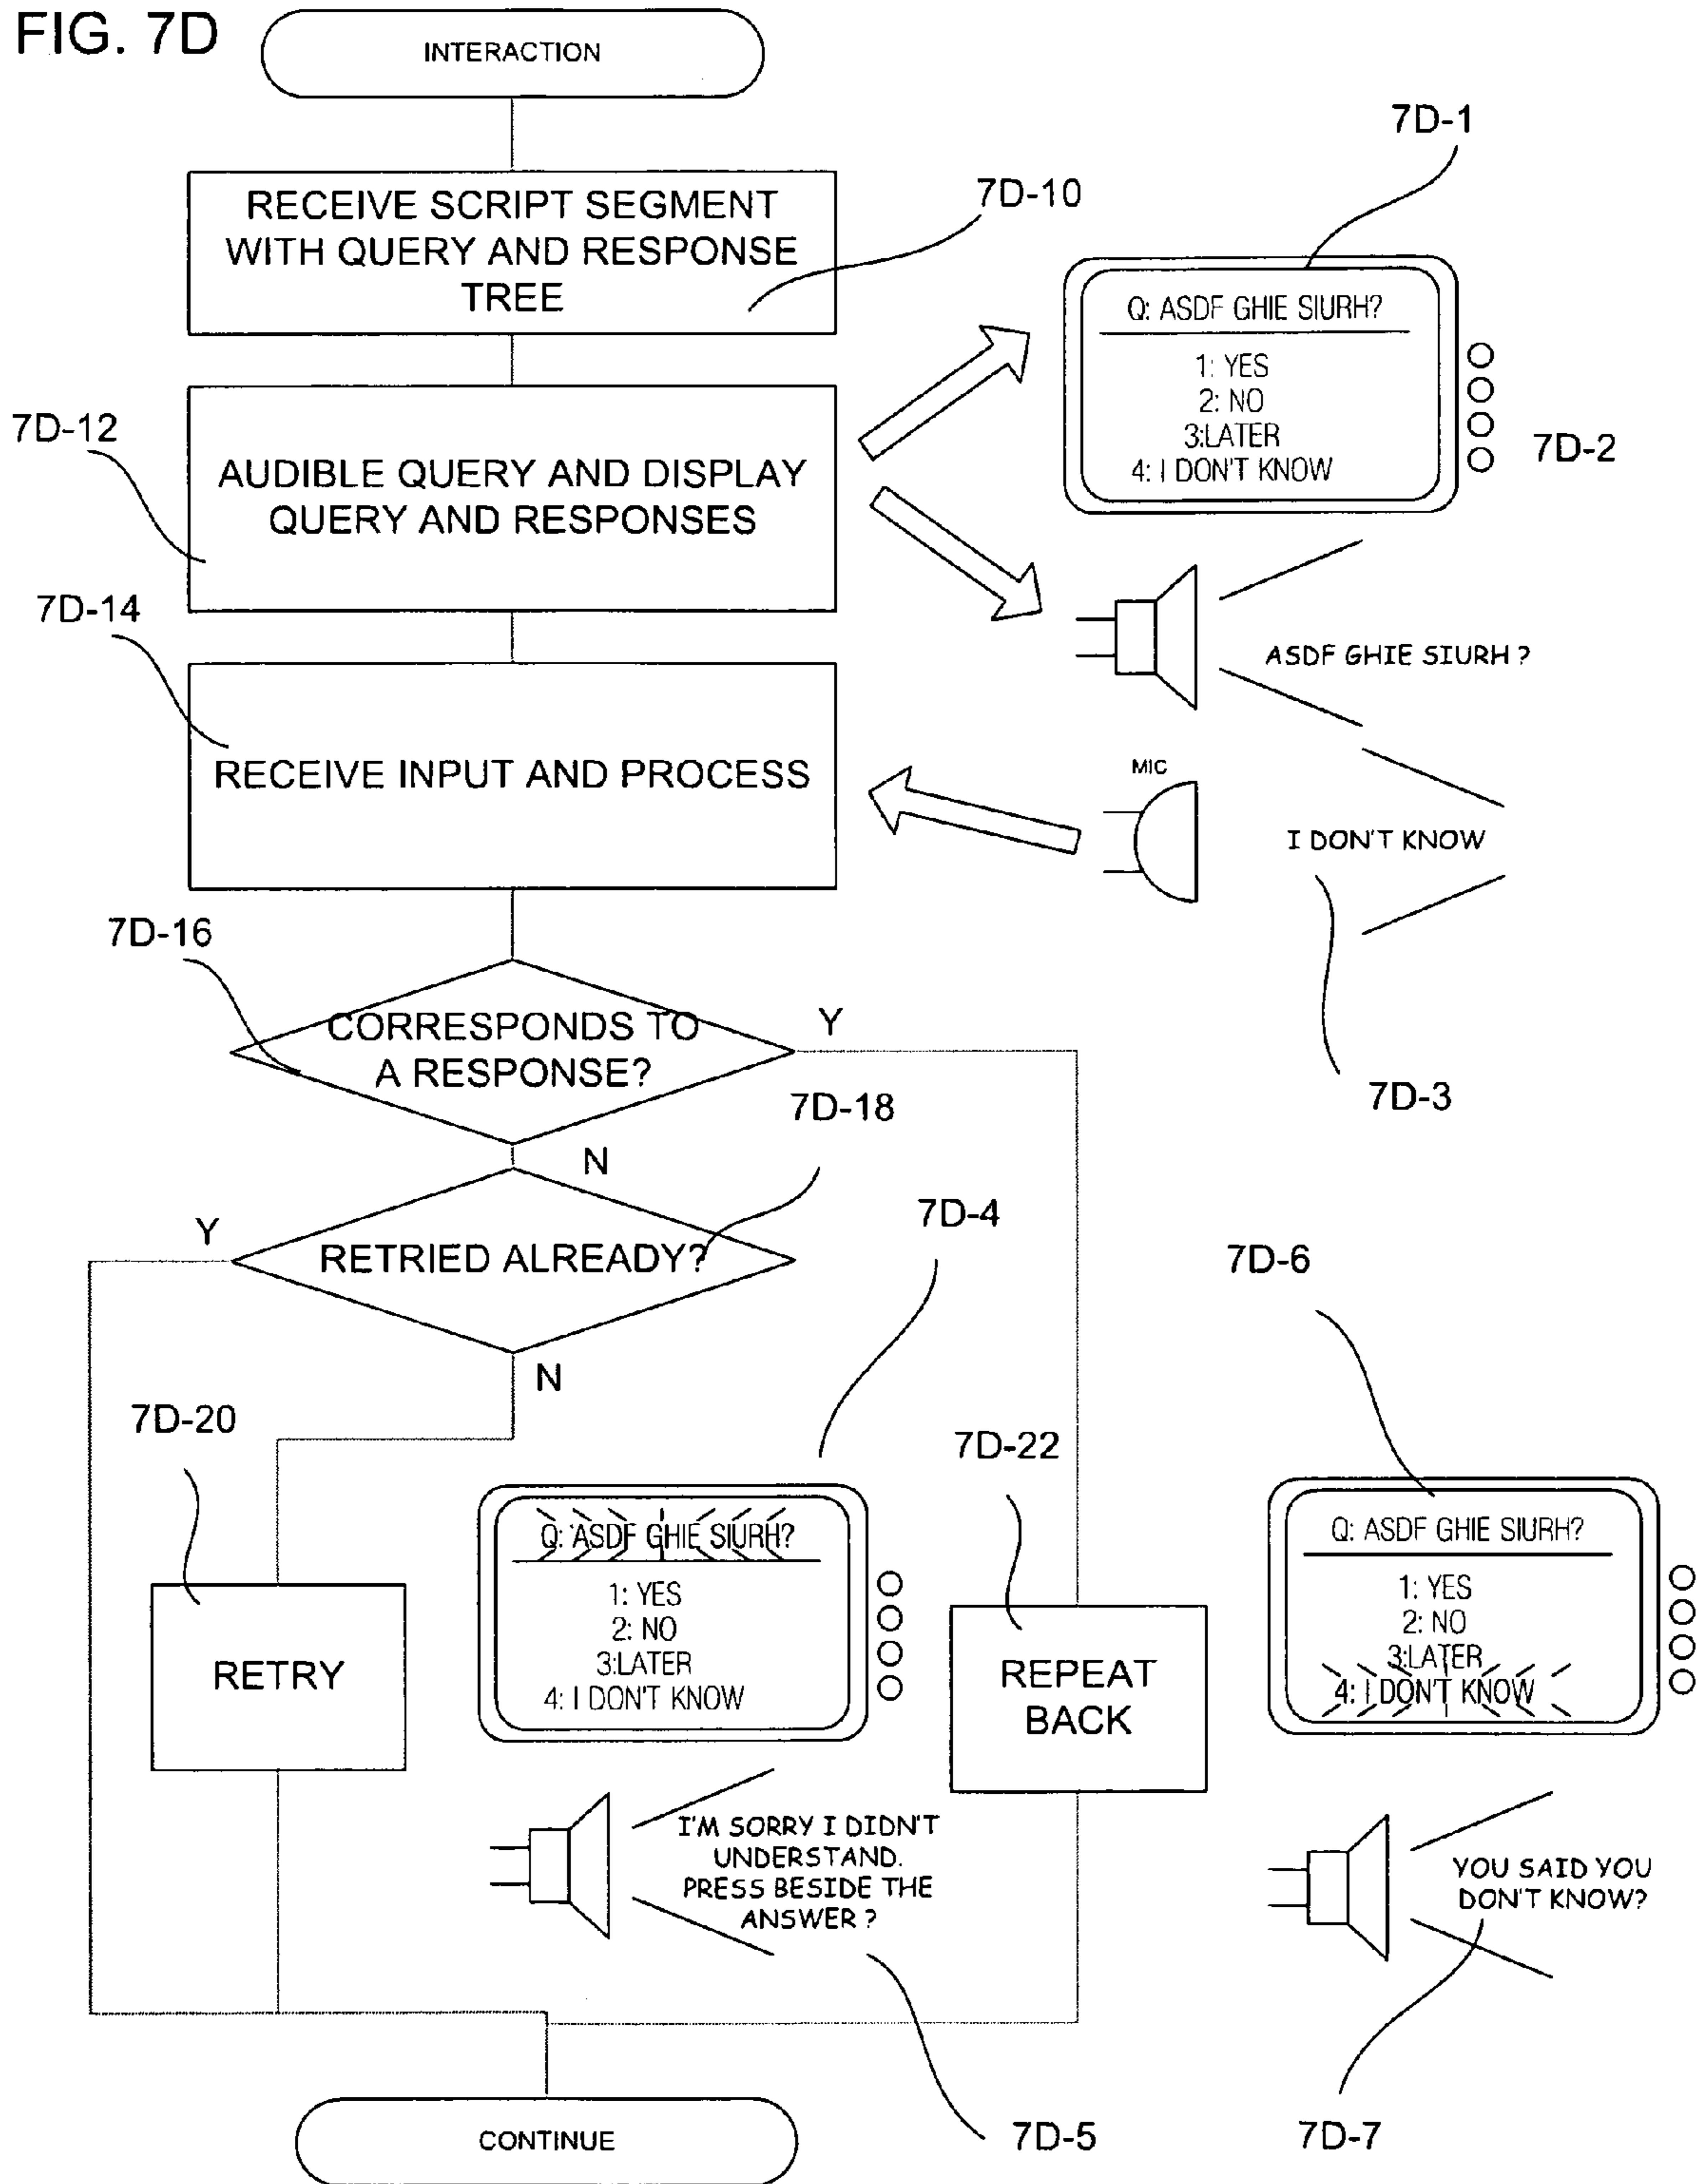 FIG. 7D
INTERACTION
7D-1
RECEIVE SCRIPT SEGMENT
WITH QUERY AND RESPONSE
TREE
7D-10
Q: ASDF GHIE SIURH?
1: YES
2: NO
3:LATER
4: I DON'T KNOW
7D-2
7D-12
AUDIBLE QUERY AND DISPLAY
QUERY AND RESPONSES
7D-14
ASDF GHIE SIURH ?
RECEIVE INPUT AND PROCESS
MIC
I DON'T KNOW
7D-3
7D-16
CORRESPONDS TO
A RESPONSE?
Y
N
7D-18
RETRIED ALREADY?
Y
N
7D-4
7D-6
7D-20
7D-22
RETRY
Q: ASDF GHIE SIURH?
1: YES
2: NO
3:LATER
4: I DON'T KNOW
REPEAT
BACK
Q: ASDF GHIE SIURH?
1: YES
2: NO
3:LATER
4: I DON'T KNOW
I'M SORRY I DIDN'T
UNDERSTAND.
PRESS BESIDE THE
ANSWER ?
YOU SAID YOU
DON'T KNOW?
CONTINUE
7D-5
7D-7